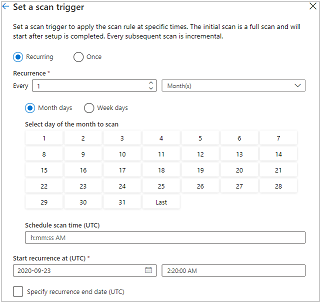 Set a scan trigger
Set a scan trigger to apply the scan rule at specific times. The initial scan is a full scan and will
start after setup is completed. Every subsequent scan is incremental.
Recurring Once
Recurrence *
Every 1 Month(s)
Month days Week days
Select day of the month to scan
1 2 3 4 5 6 7
8 9 10 11 12 13 14
15 16 17 18 19 20 21
22 23 24 25 26 27 28
29 30 31 Last
Schedule scan time (UTC)
h:mm:ss AM
Start recurrence at (UTC) *
2020-09-23 2:20:00 AM
Specify recurrence end date (UTC)